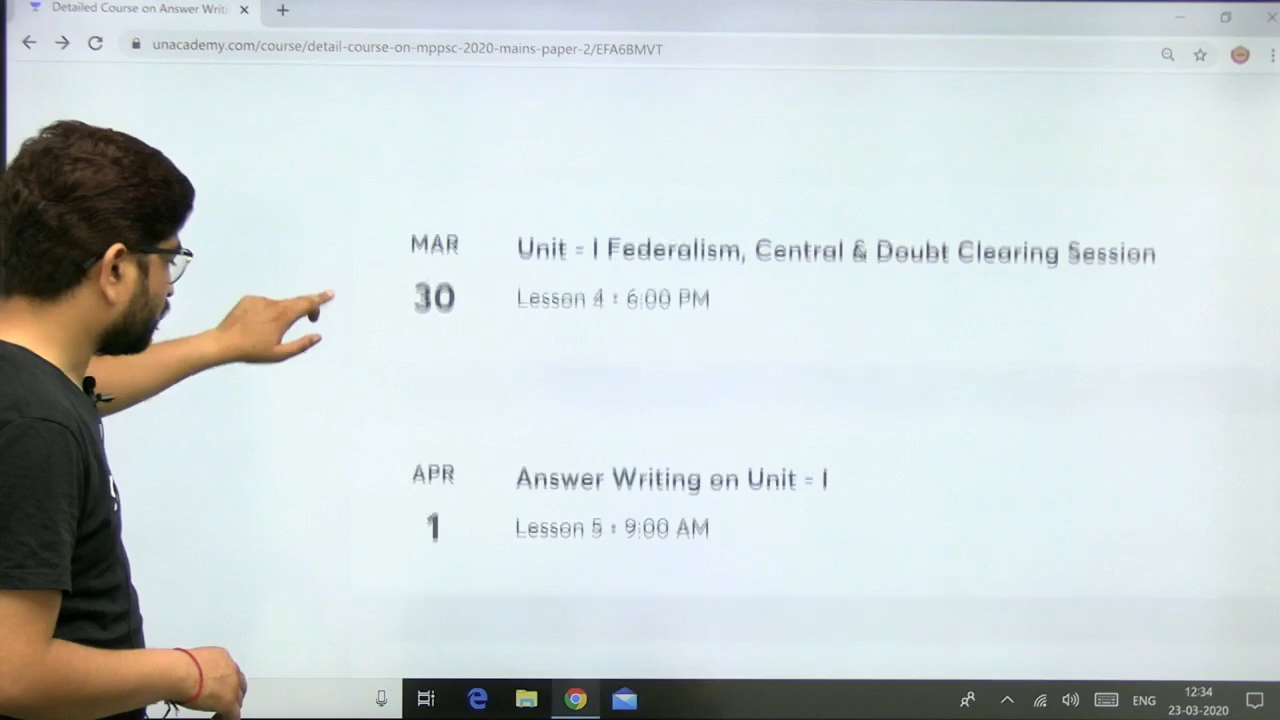 Detailed Course on Answer Writi
unacademy.com/course/detail-course-on-mppsc-2020-mains-paper-2/EFA6BMVT
MAR
30
Unit - I Federalism, Central & Doubt Clearing Session
Lesson 4 • 6:00 PM
APR
1
Answer Writing on Unit - I
Lesson 5 • 9:00 AM
ENG
12:34
23-03-2020